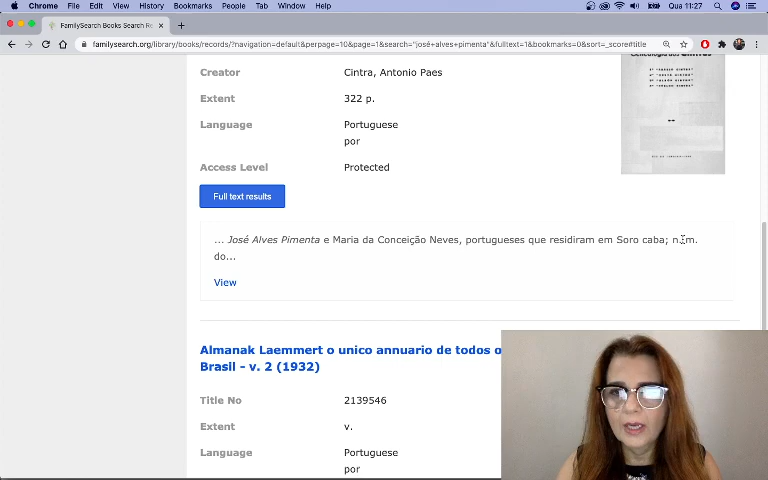 Chrome File Edit View History Bookmarks People Tab Window Help Qua 11:27
FamilySearch Books Search Re
familysearch.org/library/books/records/?navigation=default&perpage=10&page=1&search="josé+alves+pimenta"&fulltext=1&bookmarks=0&sort=_score#title
Creator Cintra, Antonio Paes
Extent 322 p.
Language Portuguese
por
Access Level Protected
Full text results
... José Alves Pimenta e Maria da Conceição Neves, portugueses que residiram em Soro caba; n. m.
do...
View
Almanak Laemmert o unico annuario de todos o
Brasil - v. 2 (1932)
Title No 2139546
Extent v.
Language Portuguese
por